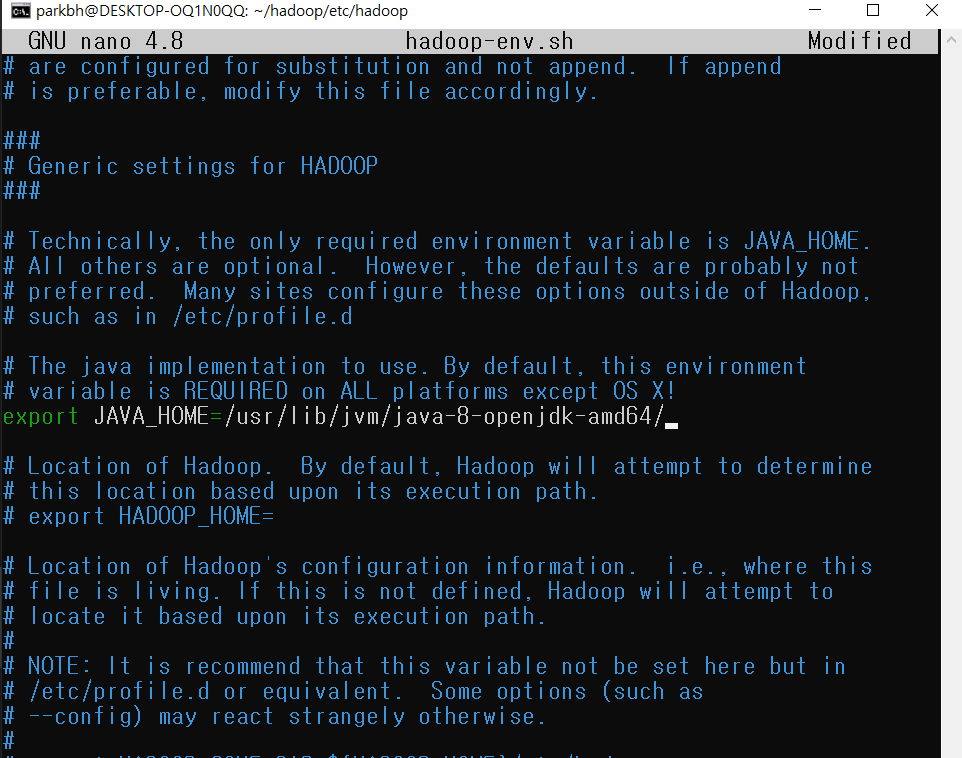 parkbh@DESKTOP-OQ1N0QQ: ~/hadoop/etc/hadoop
GNU nano 4.8 hadoop-env.sh Modified
# are configured for substitution and not append.  If append
# is preferable, modify this file accordingly.
###
# Generic settings for HADOOP
###
# Technically, the only required environment variable is JAVA_HOME.
# All others are optional.  However, the defaults are probably not
# preferred.  Many sites configure these options outside of Hadoop,
# such as in /etc/profile.d
# The java implementation to use. By default, this environment
# variable is REQUIRED on ALL platforms except OS X!
export JAVA_HOME=/usr/lib/jvm/java-8-openjdk-amd64/
# Location of Hadoop.  By default, Hadoop will attempt to determine
# this location based upon its execution path.
# export HADOOP_HOME=
# Location of Hadoop's configuration information.  i.e., where this
# file is living. If this is not defined, Hadoop will attempt to
# locate it based upon its execution path.
#
# NOTE: It is recommend that this variable not be set here but in
# /etc/profile.d or equivalent.  Some options (such as
# --config) may react strangely otherwise.
#